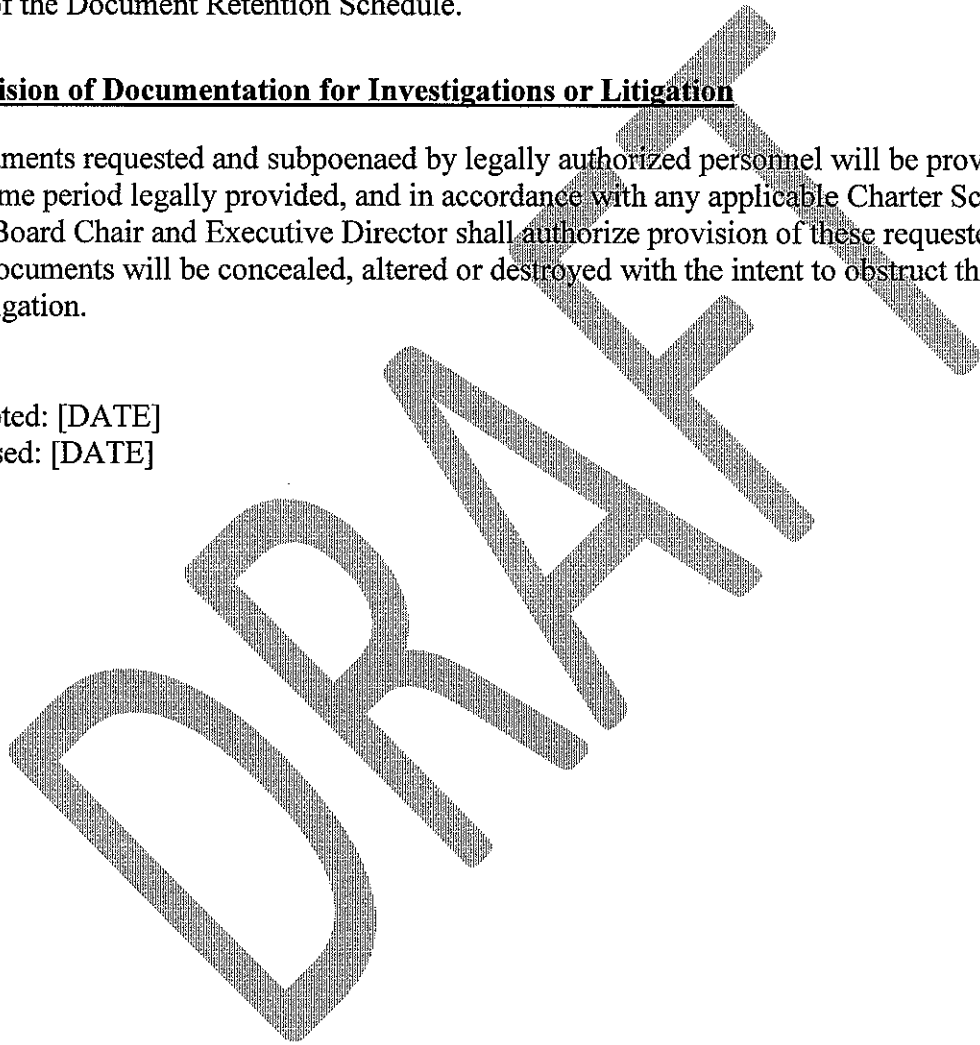 of the Document Retention Schedule.
ision of Documentation for Investigations or Litigation
ments requested and subpoenaed by legally authorized personnel will be prov
me period legally provided, and in accordance with any applicable Charter Sc
Board Chair and Executive Director shall authorize provision of these requeste
ocuments will be concealed, altered or destroyed with the intent to obstruct th
gation.
ted: [DATE]
sed: [DATE]
DRAFT